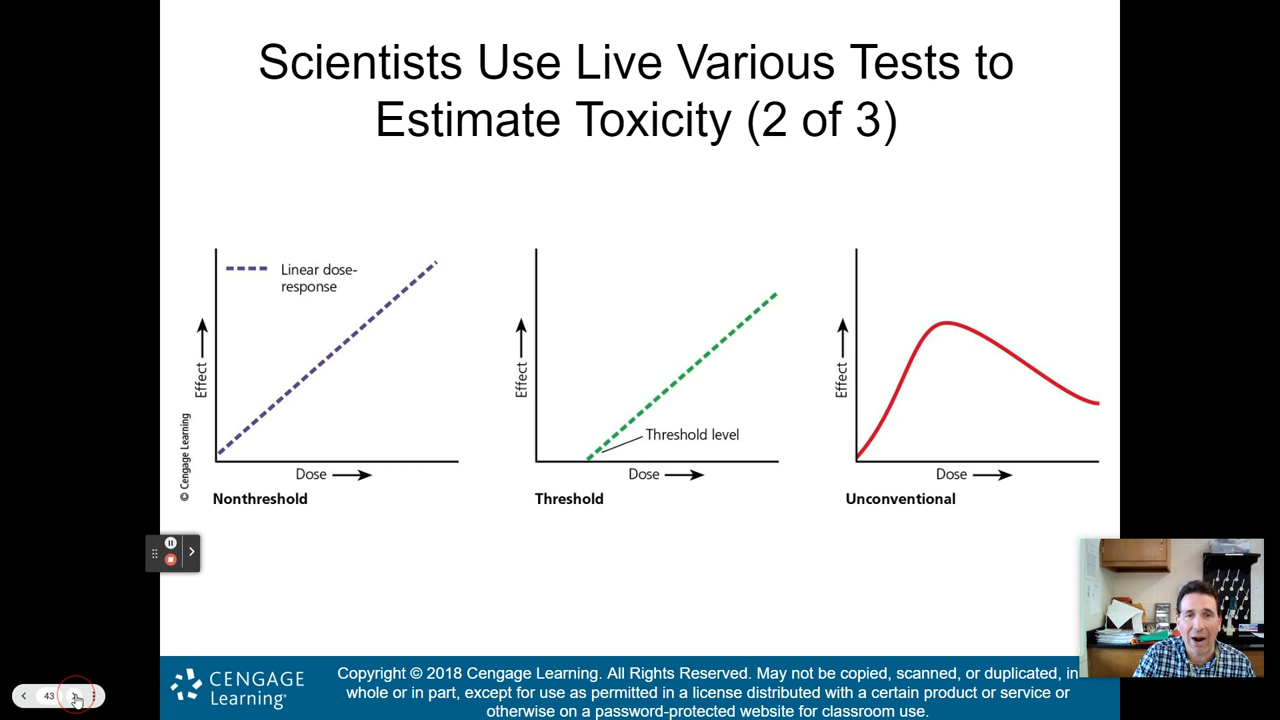 Scientists Use Live Various Tests to
Estimate Toxicity (2 of 3)
Linear dose-
response
Effect
Dose
Nonthreshold
© Cengage Learning
Effect
Threshold level
Dose
Threshold
Effect
Dose
Unconventional
43
CENGAGE
Learning
Copyright © 2018 Cengage Learning. All Rights Reserved. May not be copied, scanned, or duplicated, in
whole or in part, except for use as permitted in a license distributed with a certain product or service or
otherwise on a password-protected website for classroom use.